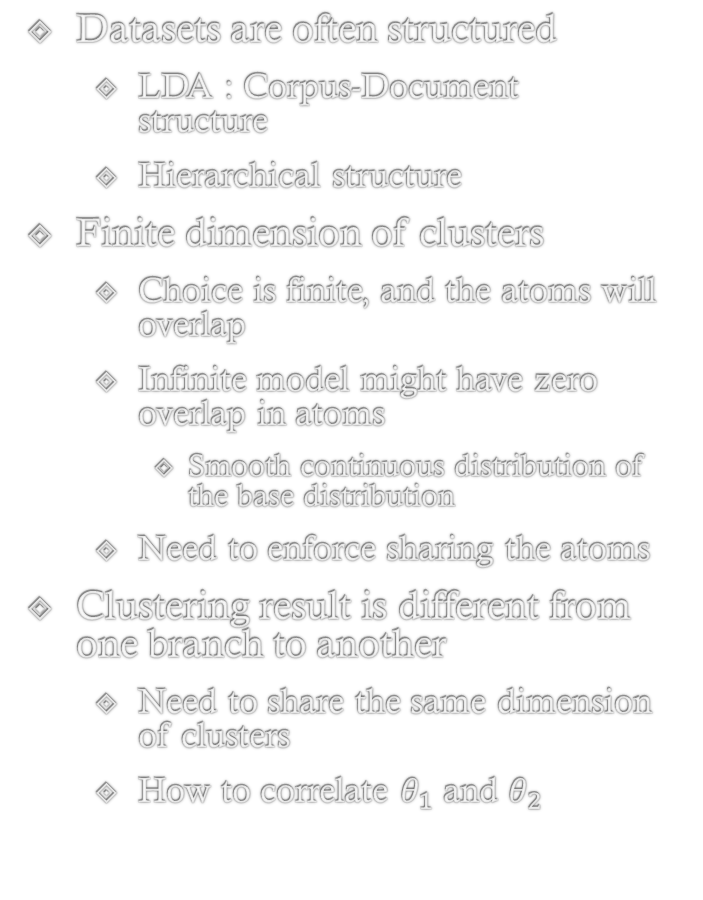 Datasets are often structured
LDA : Corpus-Document
structure
Hierarchical structure
Finite dimension of clusters
Choice is finite, and the atoms will
overlap
Infinite model might have zero
overlap in atoms
Smooth continuous distribution of
the base distribution
Need to enforce sharing the atoms
Clustering result is different from
one branch to another
Need to share the same dimension
of clusters
How to correlate θ₁ and θ₂